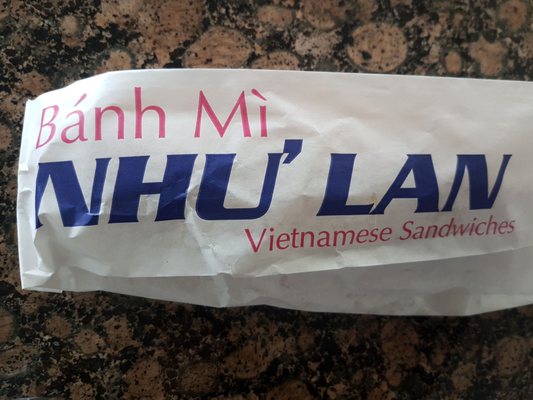 Bánh Mì
NHƯ LAN
Vietnamese Sandwiches